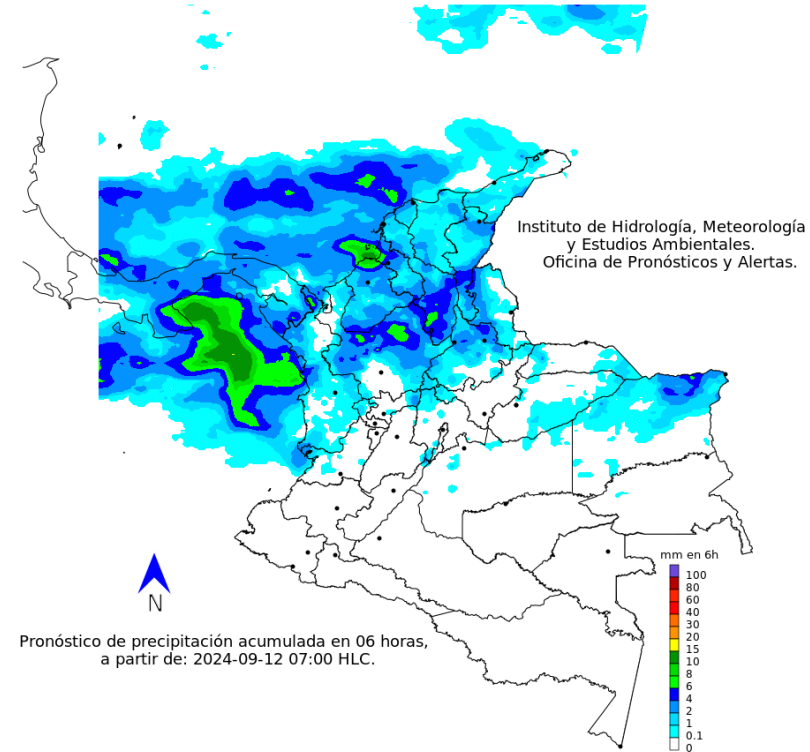 Instituto de Hidrología, Meteorología
y Estudios Ambientales.
Oficina de Pronósticos y Alertas.
N
Pronóstico de precipitación acumulada en 06 horas,
a partir de: 2024-09-12 07:00 HLC.
mm en 6h
100
80
60
40
30
20
15
10
8
6
4
2
1
0.1
0